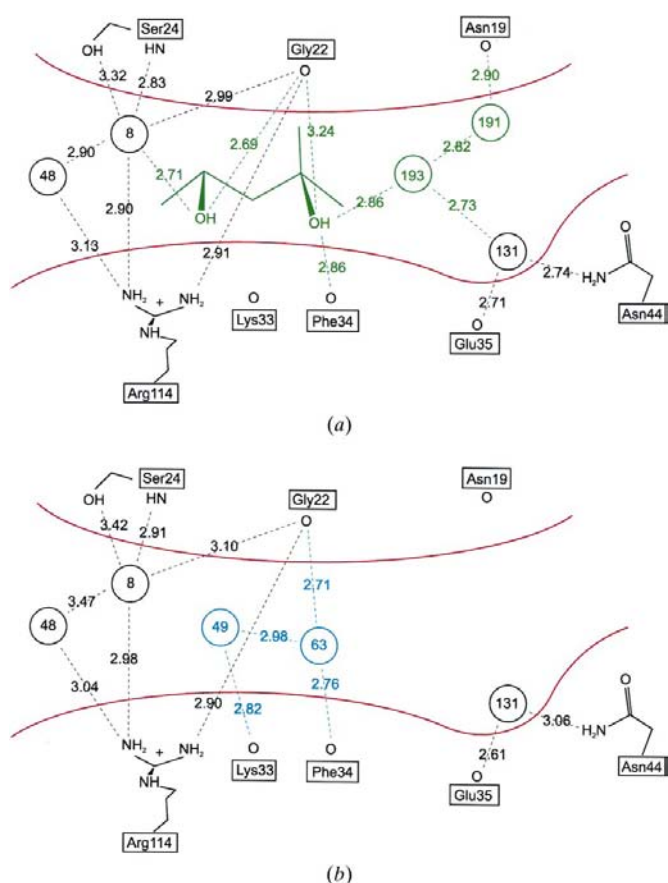 Ser24
Gly22
Asn19
OH HN O O
3.32 2.83 2.99 2.90
8 3.24 191
2.90 2.71 2.69 2.82
48 193
2.90 OH OH 2.86 2.73
3.13 2.91 2.86 131 2.74 O
NH2 + NH2 O O O H2N
NH Lys33 Phe34 2.71 Asn44
Glu35
Arg114
(a)
Ser24
Gly22
Asn19
OH HN O O
3.42 2.91 3.10
8 2.71
3.47
48 49 2.98 63
2.98 2.76
3.04 2.90 2.82 131 3.06 O
NH2 + NH2 O O 2.61 H2N
NH Lys33 Phe34 O Asn44
Glu35
Arg114
(b)